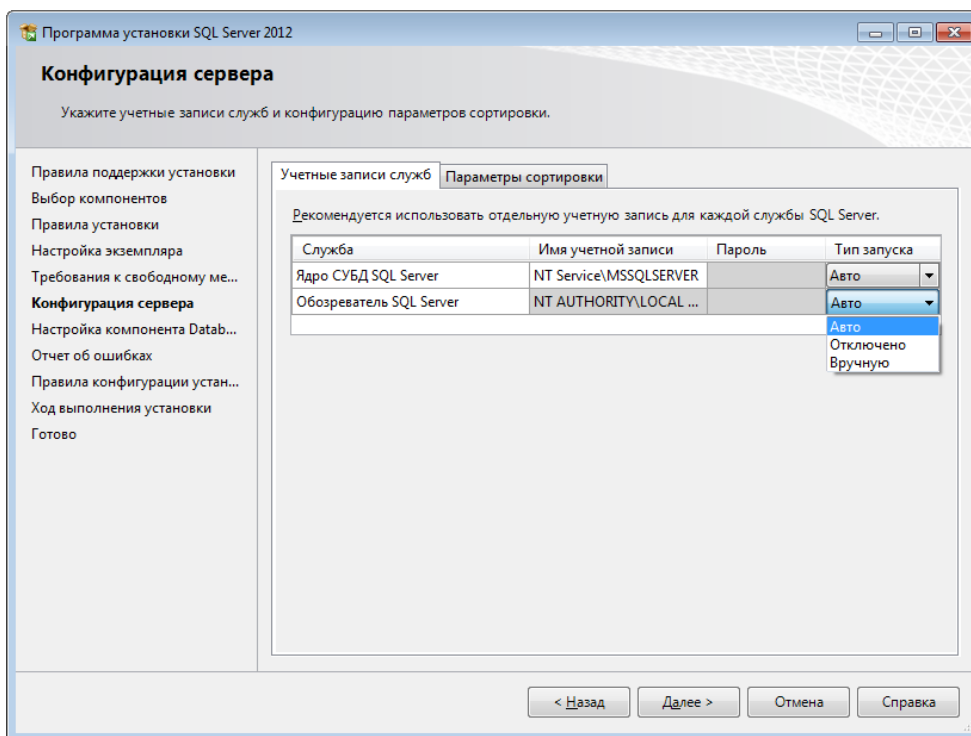 Программа установки SQL Server 2012
Конфигурация сервера
Укажите учетные записи служб и конфигурацию параметров сортировки.
Правила поддержки установки
Выбор компонентов
Правила установки
Настройка экземпляра
Требования к свободному ме...
Конфигурация сервера
Настройка компонента Datab...
Отчет об ошибках
Правила конфигурации устан...
Ход выполнения установки
Готово
Учетные записи служб Параметры сортировки
Рекомендуется использовать отдельную учетную запись для каждой службы SQL Server.
Служба Имя учетной записи Пароль Тип запуска
Ядро СУБД SQL Server NT Service\MSSQLSERVER Авто
Обозреватель SQL Server NT AUTHORITY\LOCAL ... Авто
Авто
Отключено
Вручную
< Назад Далее > Отмена Справка